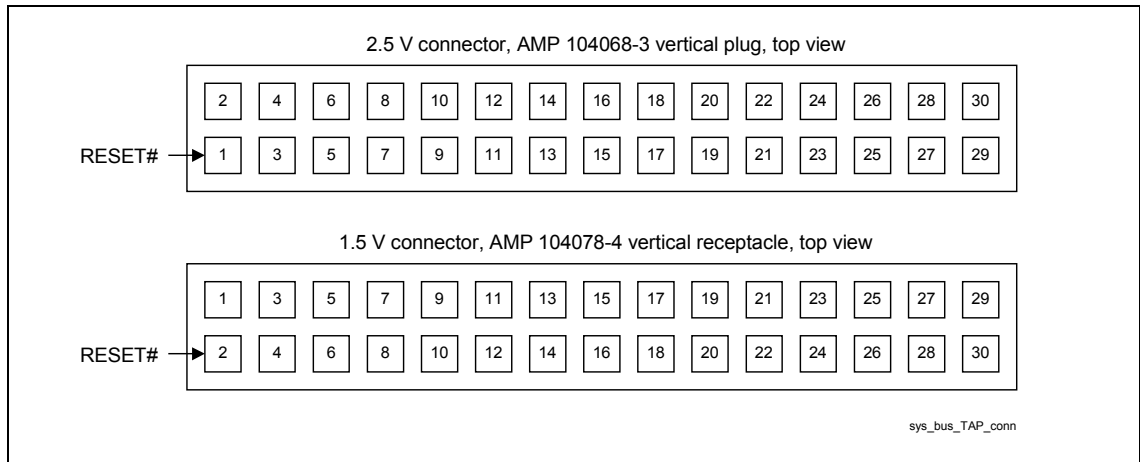 2.5 V connector, AMP 104068-3 vertical plug, top view
2 4 6 8 10 12 14 16 18 20 22 24 26 28 30
RESET# 1 3 5 7 9 11 13 15 17 19 21 23 25 27 29
1.5 V connector, AMP 104078-4 vertical receptacle, top view
1 3 5 7 9 11 13 15 17 19 21 23 25 27 29
RESET# 2 4 6 8 10 12 14 16 18 20 22 24 26 28 30
sys_bus_TAP_conn